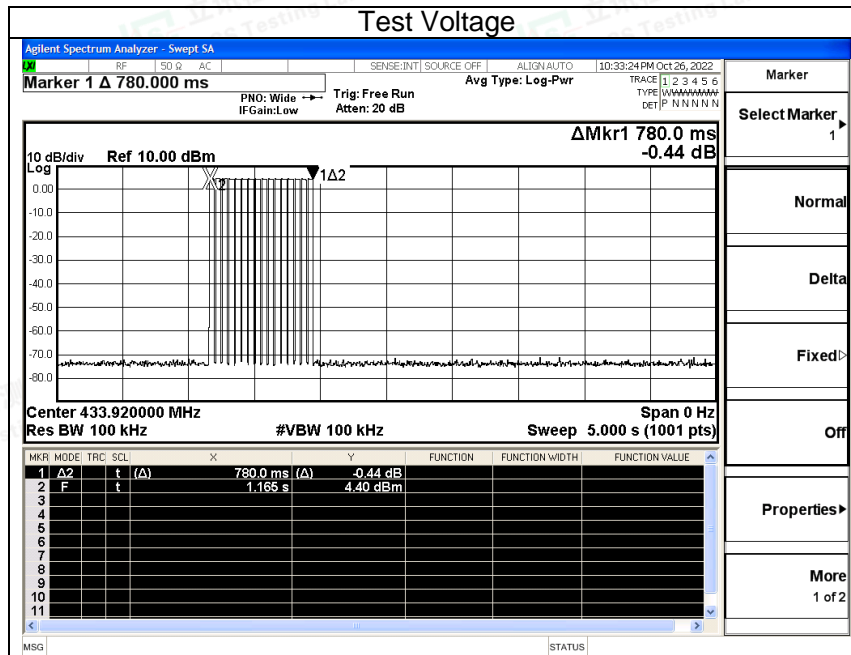 Test Voltage
Agilent Spectrum Analyzer - Swept SA
LXI RF 50 Ω AC SENSE:INT SOURCE OFF ALIGN AUTO 10:33:24 PM Oct 26, 2022
Marker 1 Δ 780.000 ms
PNO: Wide
IFGain:Low
Trig: Free Run
Atten: 20 dB
Avg Type: Log-Pwr
TRACE 1 2 3 4 5 6
TYPE
DET P N N N N N
ΔMkr1 780.0 ms
-0.44 dB
10 dB/div Ref 10.00 dBm
Log
0.00
-10.0
-20.0
-30.0
-40.0
-50.0
-60.0
-70.0
-80.0
2
1Δ2
Center 433.920000 MHz
Span 0 Hz
Res BW 100 kHz
#VBW 100 kHz
Sweep 5.000 s (1001 pts)
MKR MODE TRC SCL X Y FUNCTION FUNCTION WIDTH FUNCTION VALUE
1 Δ2 t (Δ) 780.0 ms (Δ) -0.44 dB
2 F t 1.165 s 4.40 dBm
3
4
5
6
7
8
9
10
11
MSG
STATUS
Marker
Select Marker
1
Normal
Delta
Fixed
Off
Properties
More
1 of 2